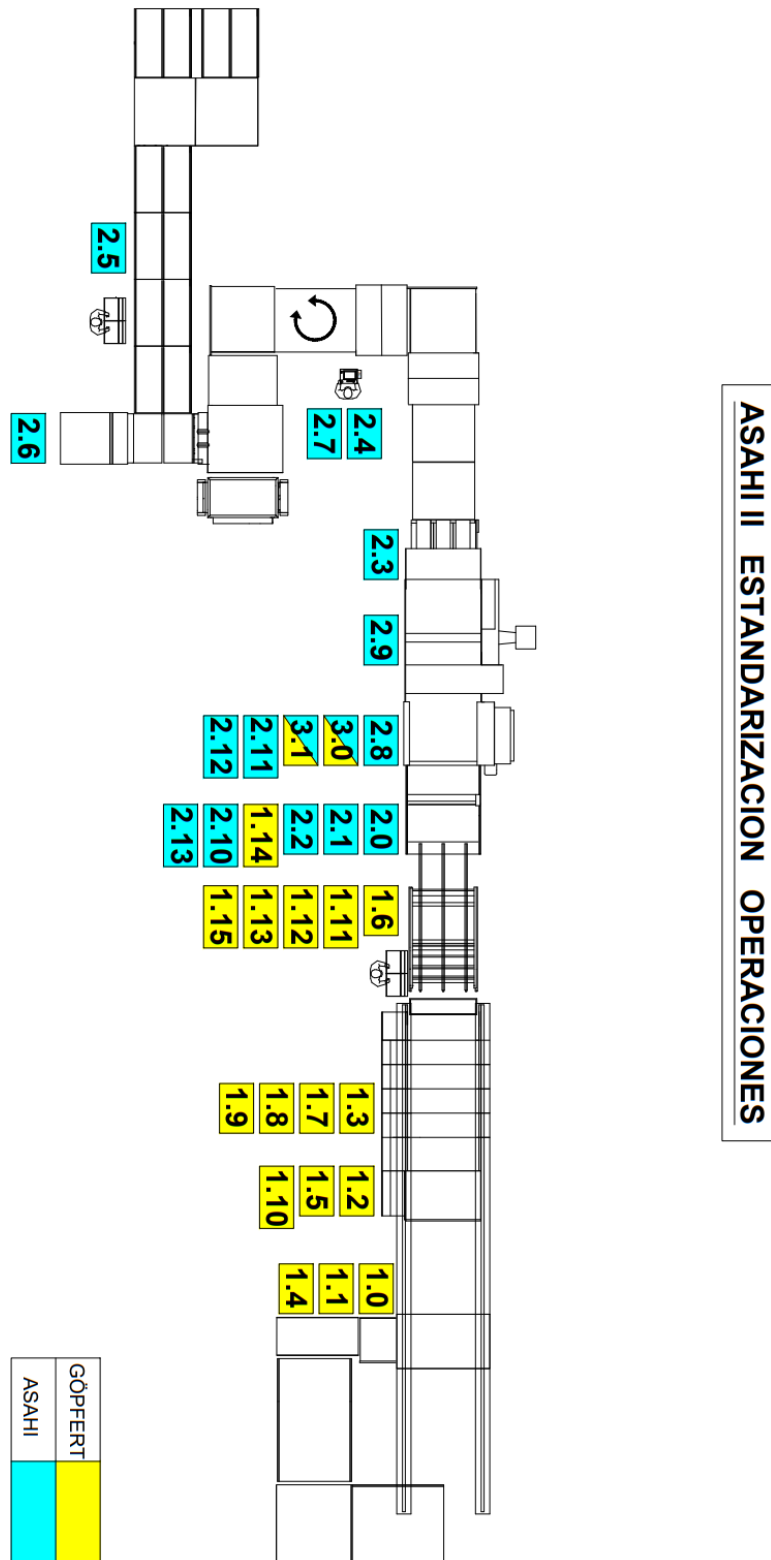 ASAHI II ESTANDARIZACION OPERACIONES
2.4 2.3 2.9 2.8 2.0 1.6 1.3 1.2 1.0
2.7 3.0 2.1 1.11 1.7 1.5 1.1
3.1 2.2 1.12 1.8 1.10 1.4
2.11 1.14 1.13 1.9
2.12 2.10 1.15
2.13
2.5
GÖPFERT
2.6
ASAHI